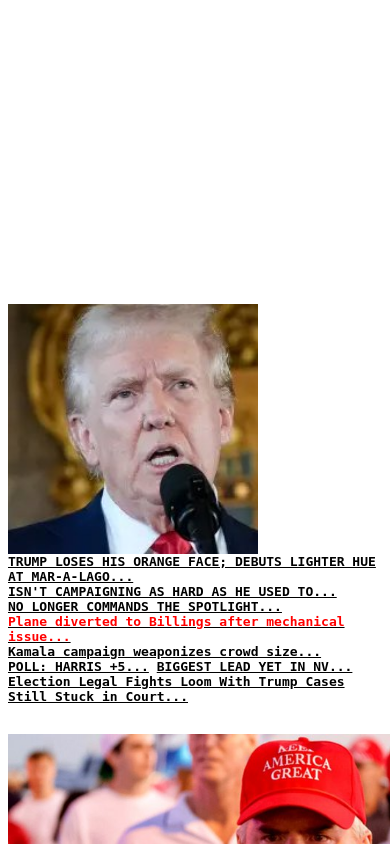 TRUMP LOSES HIS ORANGE FACE; DEBUTS LIGHTER HUE
AT MAR-A-LAGO...
ISN'T CAMPAIGNING AS HARD AS HE USED TO...
NO LONGER COMMANDS THE SPOTLIGHT...
Plane diverted to Billings after mechanical
issue...
Kamala campaign weaponizes crowd size...
POLL: HARRIS +5... BIGGEST LEAD YET IN NV...
Election Legal Fights Loom With Trump Cases
Still Stuck in Court...
KEEP
AMERICA
GREAT